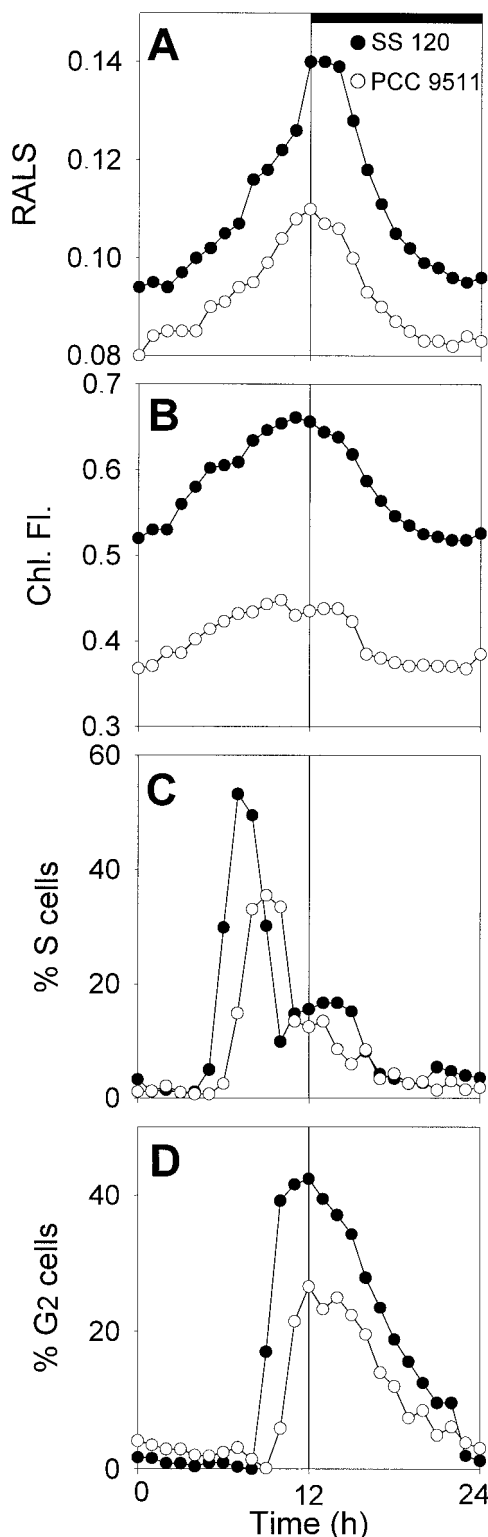 A
SS 120
PCC 9511
0.14
0.12
0.10
0.08
RALS
B
0.7
0.6
0.5
0.4
0.3
Chl. Fl.
C
60
40
20
0
% S cells
D
40
20
0
% G2 cells
0 12 24
Time (h)